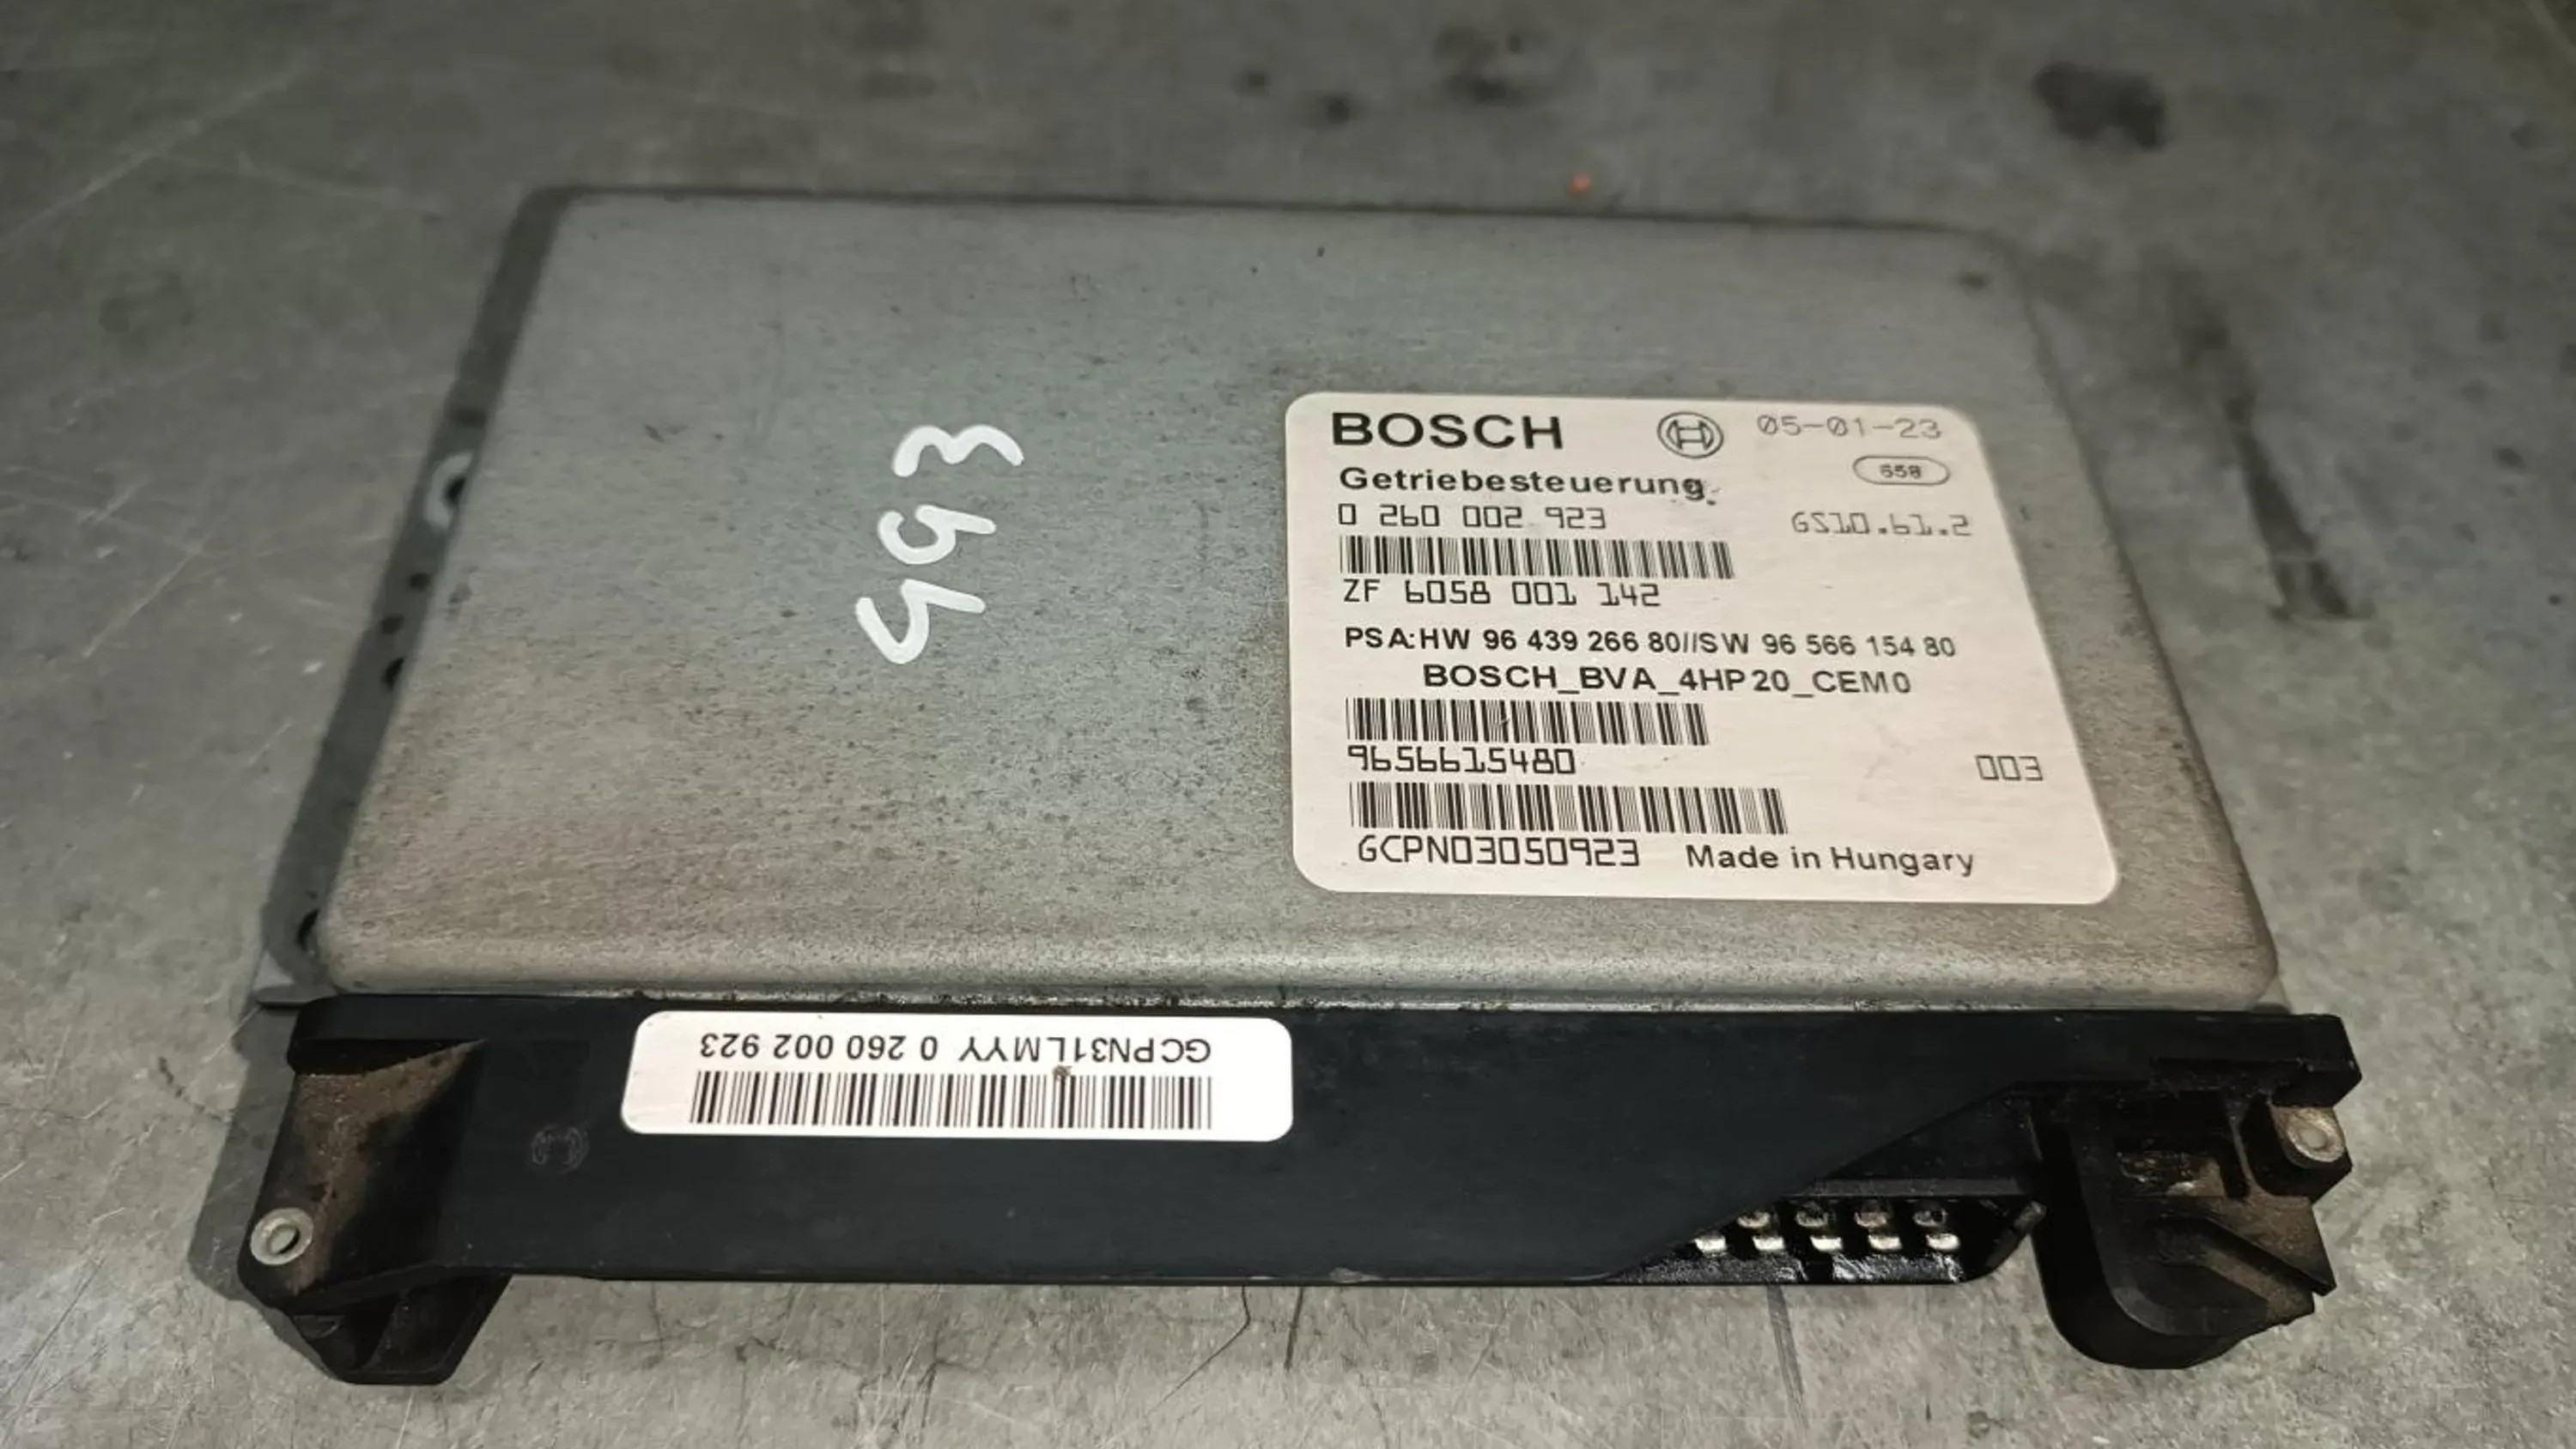 BOSCH 05-01-23
Getriebesteuerung 658
0 260 002 923 GS10.61.2
ZF 6058 001 142
PSA:HW 96 439 266 80//SW 96 566 154 80
BOSCH_BVA_4HP20_CEM0
9656615480 003
GCPN03050923 Made in Hungary
GCPN31LMYY 0 260 002 923